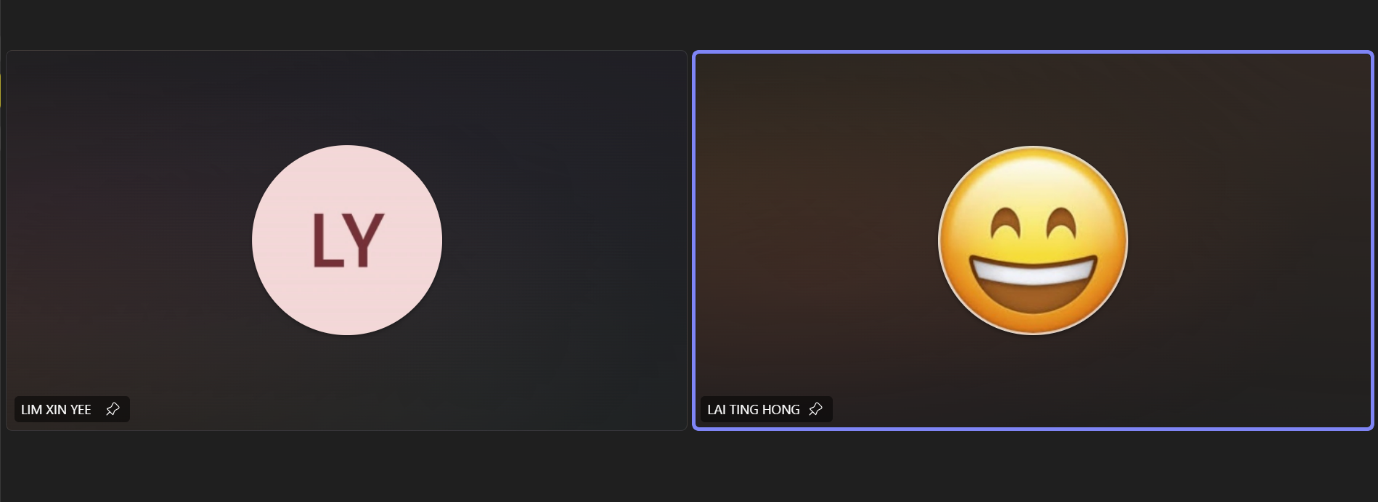 LY
LIM XIN YEE
LAI TING HONG